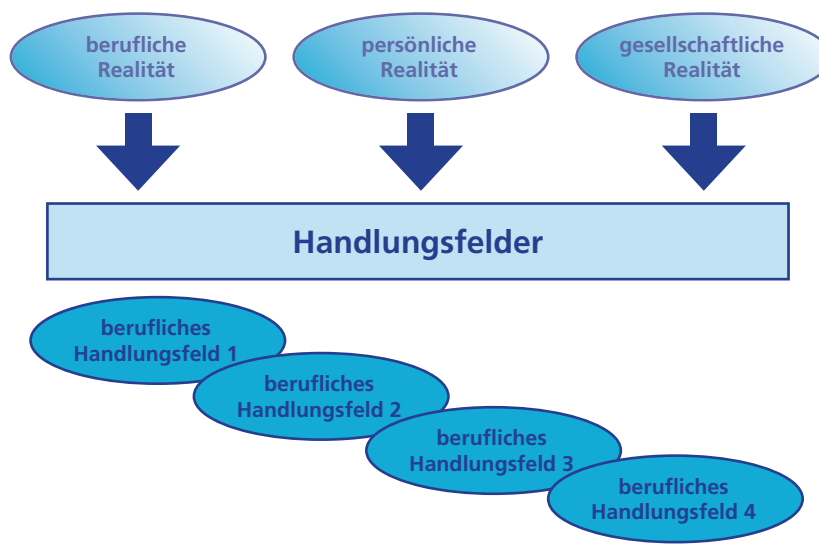 berufliche
Realität
persönliche
Realität
gesellschaftliche
Realität
Handlungsfelder
berufliches
Handlungsfeld 1
berufliches
Handlungsfeld 2
berufliches
Handlungsfeld 3
berufliches
Handlungsfeld 4